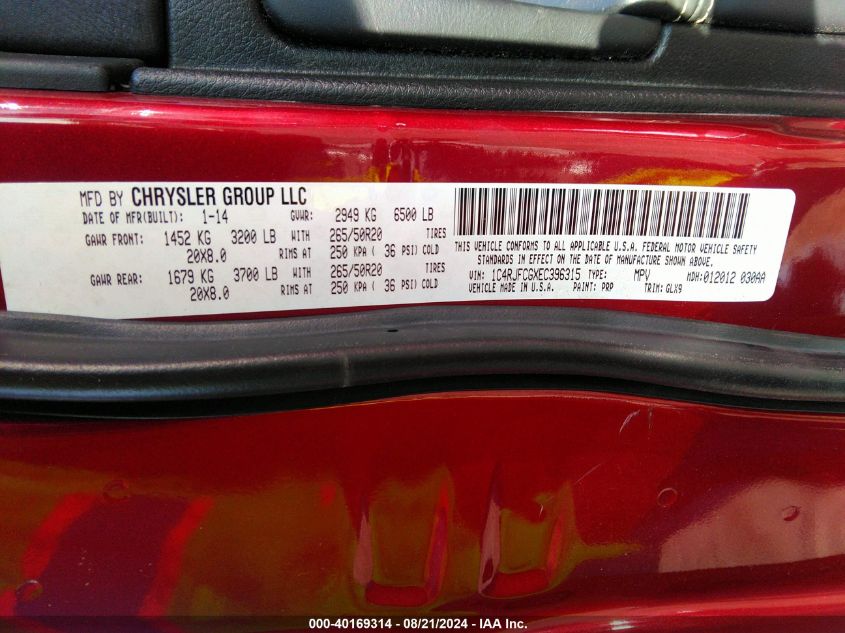 MFD BY CHRYSLER GROUP LLC
DATE OF MFR(BUILT): 1-14 GVWR: 2949 KG 6500 LB
GAWR FRONT: 1452 KG 3200 LB WITH 265/50R20 TIRES
20X8.0 RIMS AT 250 KPA ( 36 PSI) COLD
GAWR REAR: 1679 KG 3700 LB WITH 265/50R20 TIRES
20X8.0 RIMS AT 250 KPA ( 36 PSI) COLD
THIS VEHICLE CONFORMS TO ALL APPLICABLE U.S.A. FEDERAL MOTOR VEHICLE SAFETY
STANDARDS IN EFFECT ON THE DATE OF MANUFACTURE SHOWN ABOVE.
VIN: 1C4RJFCGXEC396315 TYPE: MPV MDH:012012 030AA
VEHICLE MADE IN U.S.A. PAINT: PRP TRIM: GLX9
000-40169314 - 08/21/2024 - IAA Inc.